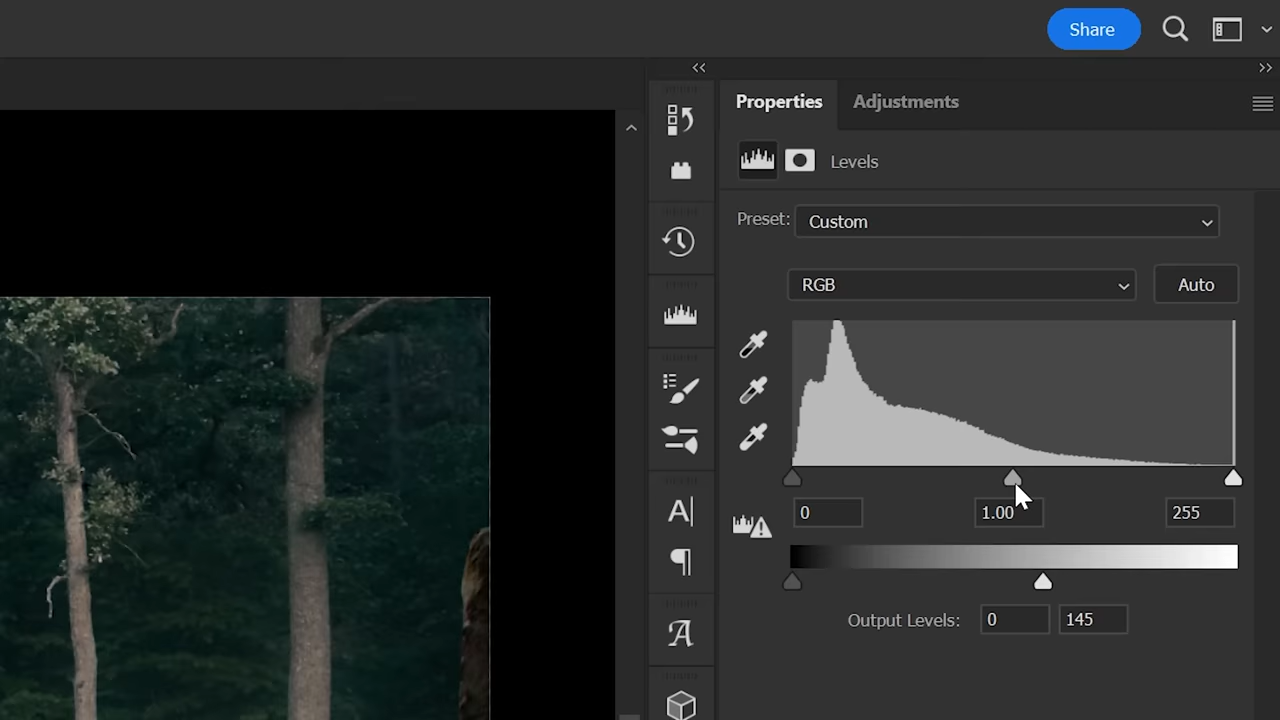 Share
Properties Adjustments
Levels
Preset: Custom
RGB Auto
0 1.00 255
Output Levels: 0 145